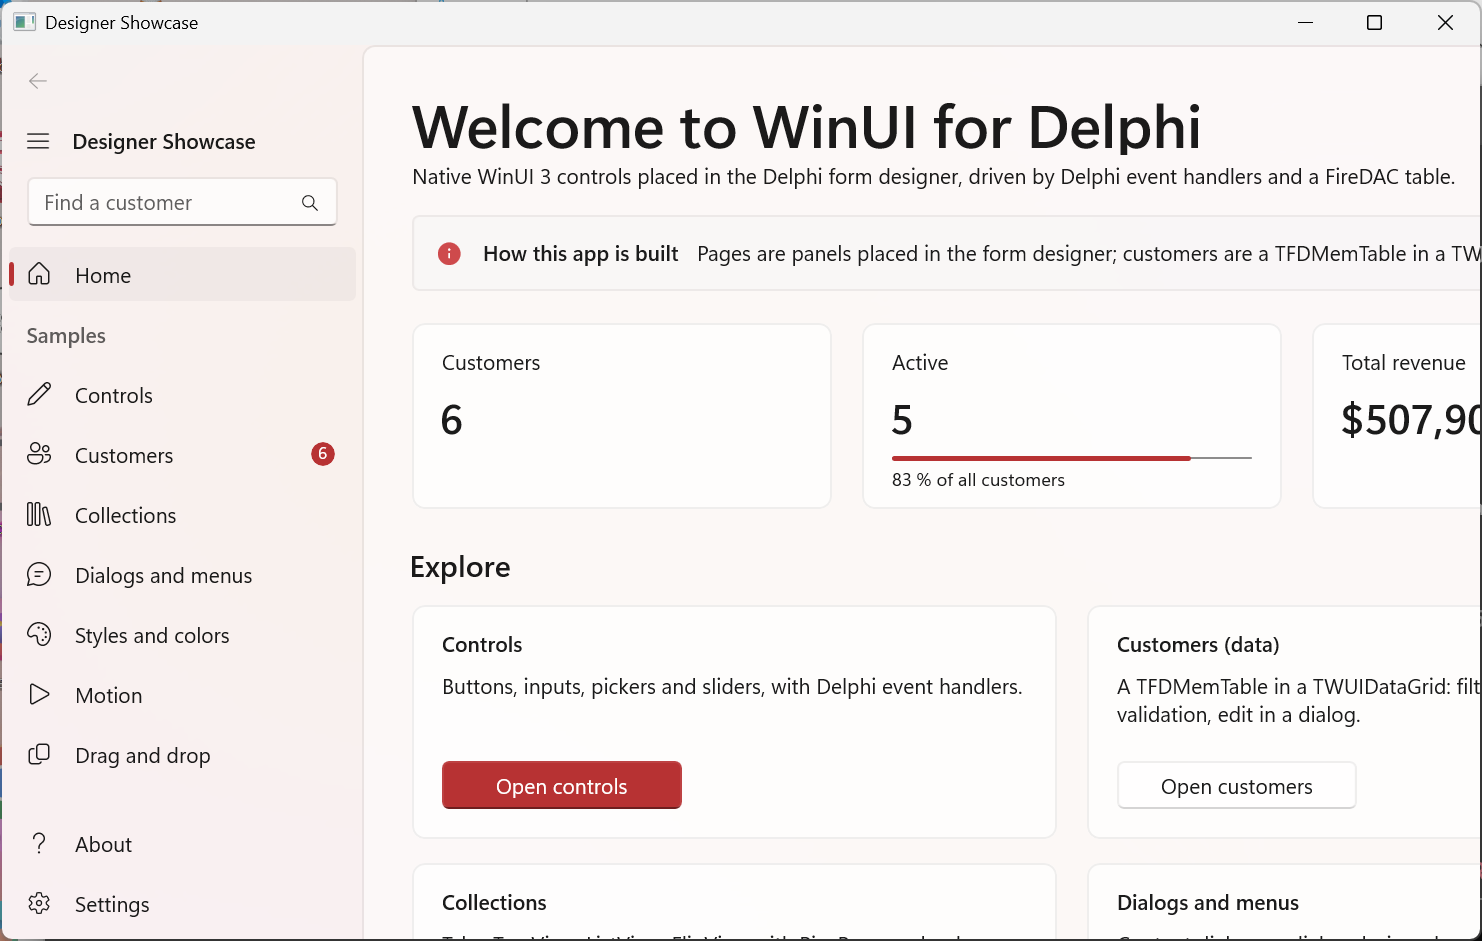 Designer Showcase
Designer Showcase
Find a customer
Home
Samples
Controls
Customers 6
Collections
Dialogs and menus
Styles and colors
Motion
Drag and drop
About
Settings
Welcome to WinUI for Delphi
Native WinUI 3 controls placed in the Delphi form designer, driven by Delphi event handlers and a FireDAC table.
How this app is built Pages are panels placed in the form designer; customers are a TFDMemTable in a TW
Customers
6
Active
5
83 % of all customers
Total revenue
$507,90
Explore
Controls
Buttons, inputs, pickers and sliders, with Delphi event handlers.
Open controls
Customers (data)
A TFDMemTable in a TWUIDataGrid: filt
validation, edit in a dialog.
Open customers
Collections
Dialogs and menus